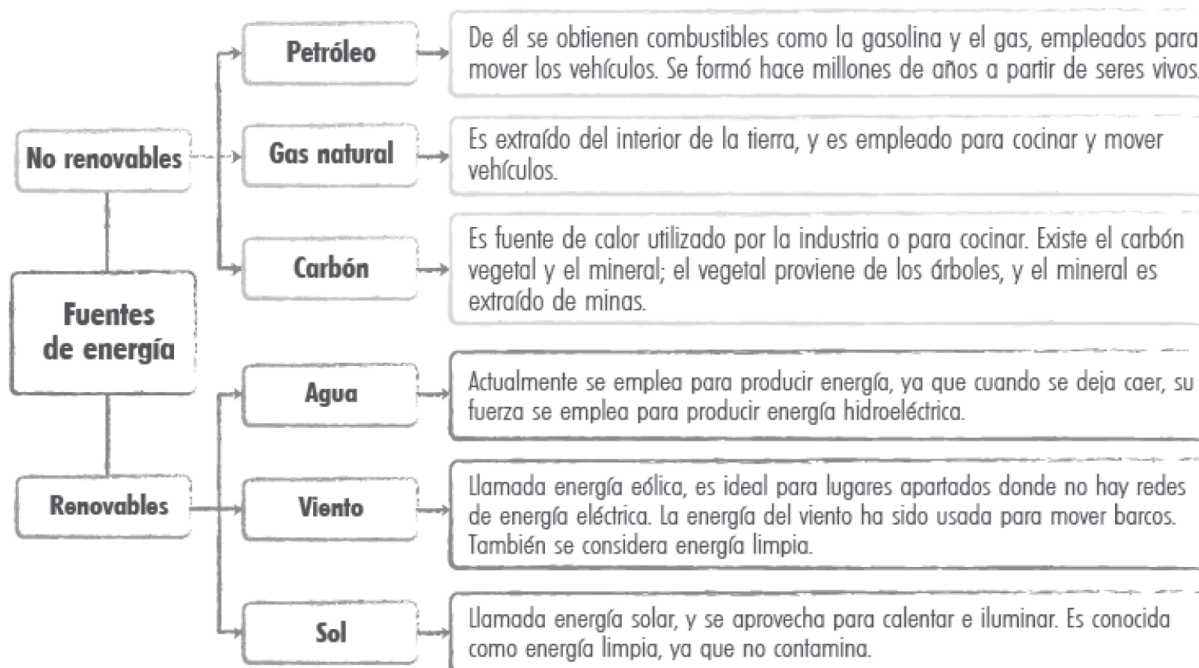 Petróleo
De él se obtienen combustibles como la gasolina y el gas, empleados para
mover los vehículos. Se formó hace millones de años a partir de seres vivos.
No renovables
Gas natural
Es extraído del interior de la tierra, y es empleado para cocinar y mover
vehículos.
Carbón
Es fuente de calor utilizado por la industria o para cocinar. Existe el carbón
vegetal y el mineral; el vegetal proviene de los árboles, y el mineral es
extraído de minas.
Fuentes
de energía
Agua
Actualmente se emplea para producir energía, ya que cuando se deja caer, su
fuerza se emplea para producir energía hidroeléctrica.
Renovables
Viento
Llamada energía eólica, es ideal para lugares apartados donde no hay redes
de energía eléctrica. La energía del viento ha sido usada para mover barcos.
También se considera energía limpia.
Sol
Llamada energía solar, y se aprovecha para calentar e iluminar. Es conocida
como energía limpia, ya que no contamina.